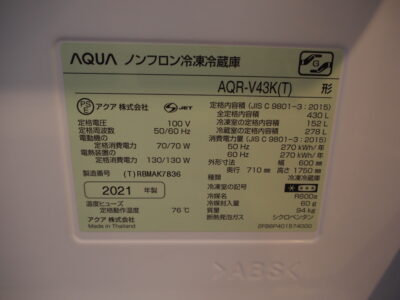 AQUA ノンフロン冷凍冷蔵庫
G
AQR-V43K(T) 形
PS
E
アクア 株式会社
JET
定格電圧 100 V
定格周波数 50/60 Hz
電動機の
定格消費電力 70/70 W
電熱装置の
定格消費電力 130/130 W
製造番号 (T)RBMAK7836
2021 年製
温度ヒューズ
定格動作温度 76℃
アクア 株式会社
Made in Thailand
定格内容積 (JIS C 9801-3 : 2015)
全定格内容積 430 L
冷凍室の定格内容積 152 L
冷蔵室の定格内容積 278 L
消費電力量 (JIS C 9801-3 : 2015)
50 Hz 270 kWh/年
60 Hz 270 kWh/年
外形寸法 幅 600 ㎜
奥行 710 ㎜ 高さ 1750 ㎜
種類 冷凍冷蔵庫
冷凍室の記号
冷媒名 R600a
冷媒封入量 60 g
質量 94 kg
断熱発泡ガス シクロペンタン
>ABS<